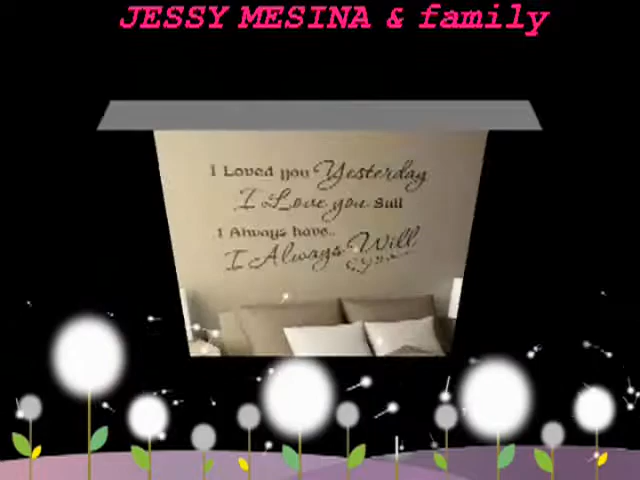 JESSY MESINA & family
I Loved you Yesterday
I Love you Still
I Always have..
I Always Will